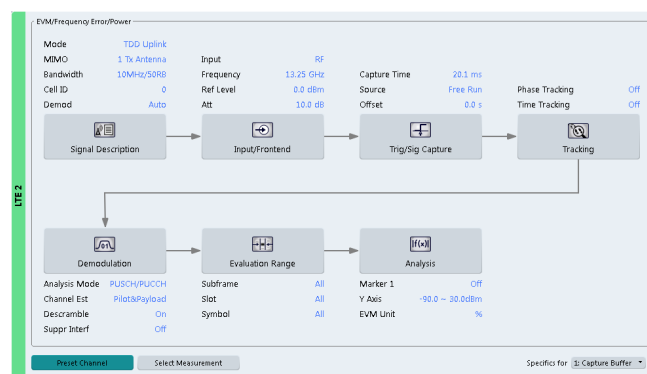 EVM/Frequency Error/Power
Mode TDD Uplink
MIMO 1 Tx Antenna Input RF
Bandwidth 10MHz/50RB Frequency 13.25 GHz Capture Time 20.1 ms
Cell ID 0 Ref Level 0.0 dBm Source Free Run Phase Tracking Off
Demod Auto Att 10.0 dB Offset 0.0 s Time Tracking Off
Signal Description Input/Frontend Trig/Sig Capture Tracking
LTE 2
01
|f(x)|
Demodulation Evaluation Range Analysis
Analysis Mode PUSCH/PUCCH Subframe All Marker 1 Off
Channel Est Pilot&Payload Slot All Y Axis -90.0 ~ 30.0dBm
Descramble On Symbol All EVM Unit %
Suppr Interf Off
Preset Channel Select Measurement Specifics for 1: Capture Buffer